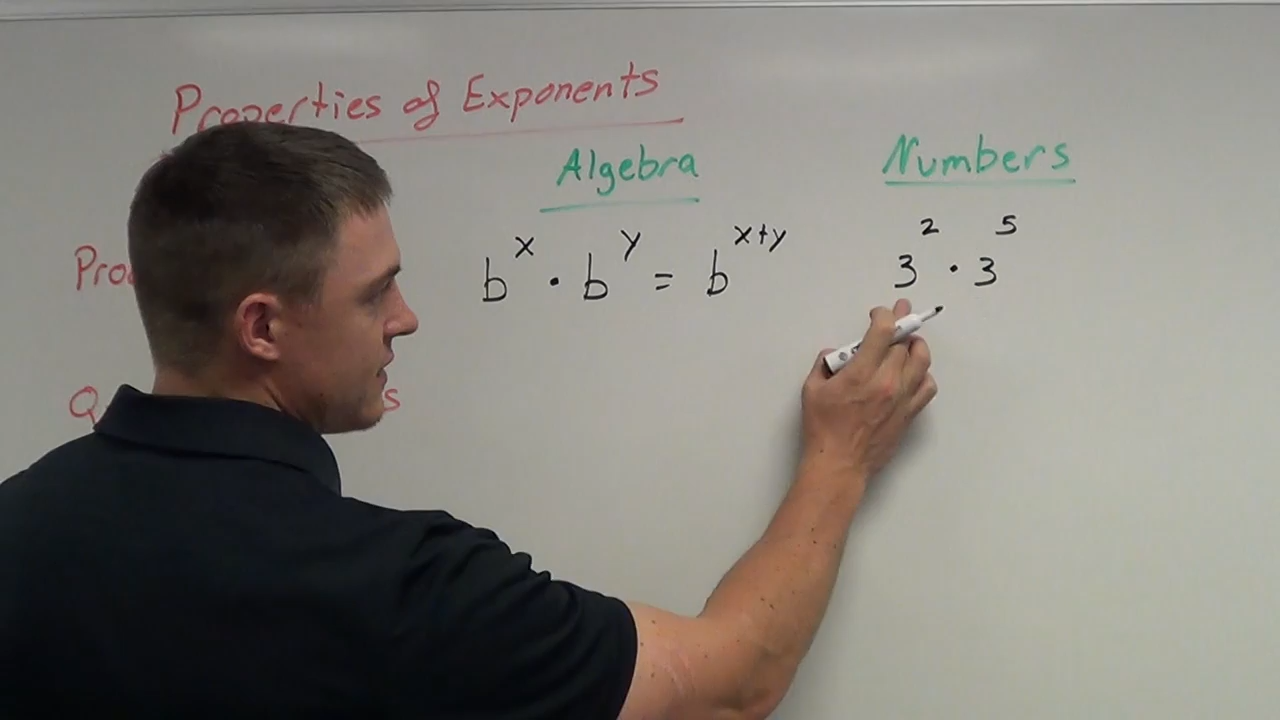 Properties of Exponents
Algebra
Numbers
b^x · b^y = b^(x+y)
3^2 · 3^5